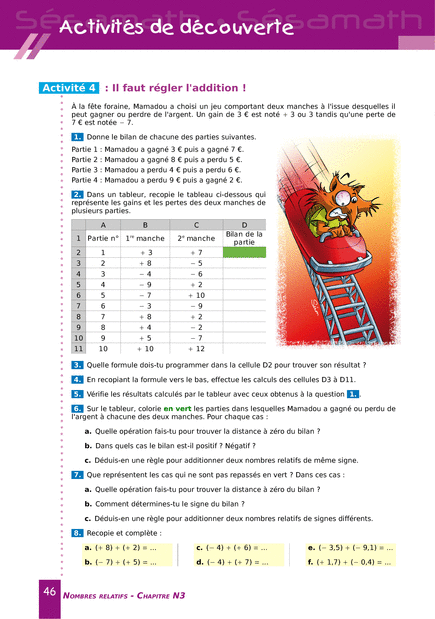 Sésamath Sésamath
Activités de découverte
Activité 4 : Il faut régler l'addition !
À la fête foraine, Mamadou a choisi un jeu comportant deux manches à l'issue desquelles il
peut gagner ou perdre de l'argent. Un gain de 3 € est noté + 3 ou 3 tandis qu'une perte de
7 € est notée − 7.
1. Donne le bilan de chacune des parties suivantes.
Partie 1 : Mamadou a gagné 3 € puis a gagné 7 €.
Partie 2 : Mamadou a gagné 8 € puis a perdu 5 €.
Partie 3 : Mamadou a perdu 4 € puis a perdu 6 €.
Partie 4 : Mamadou a perdu 9 € puis a gagné 2 €.
2. Dans un tableur, recopie le tableau ci-dessous qui
représente les gains et les pertes des deux manches de
plusieurs parties.
A B C D
1 Partie n° 1re manche 2e manche Bilan de la partie
2 1 + 3 + 7
3 2 + 8 − 5
4 3 − 4 − 6
5 4 − 9 + 2
6 5 − 7 + 10
7 6 − 3 − 9
8 7 + 8 + 2
9 8 + 4 − 2
10 9 + 5 − 7
11 10 + 10 + 12
3. Quelle formule dois-tu programmer dans la cellule D2 pour trouver son résultat ?
4. En recopiant la formule vers le bas, effectue les calculs des cellules D3 à D11.
5. Vérifie les résultats calculés par le tableur avec ceux obtenus à la question 1.
6. Sur le tableur, colorie en vert les parties dans lesquelles Mamadou a gagné ou perdu de
l'argent à chacune des deux manches. Pour chaque cas :
a. Quelle opération fais-tu pour trouver la distance à zéro du bilan ?
b. Dans quels cas le bilan est-il positif ? Négatif ?
c. Déduis-en une règle pour additionner deux nombres relatifs de même signe.
7. Que représentent les cas qui ne sont pas repassés en vert ? Dans ces cas :
a. Quelle opération fais-tu pour trouver la distance à zéro du bilan ?
b. Comment détermines-tu le signe du bilan ?
c. Déduis-en une règle pour additionner deux nombres relatifs de signes différents.
8. Recopie et complète :
a. (+ 8) + (+ 2) = ... c. (− 4) + (+ 6) = ... e. (− 3,5) + (− 9,1) = ...
b. (− 7) + (+ 5) = ... d. (− 4) + (+ 7) = ... f. (+ 1,7) + (− 0,4) = ...
46 Nombres relatifs - Chapitre N3